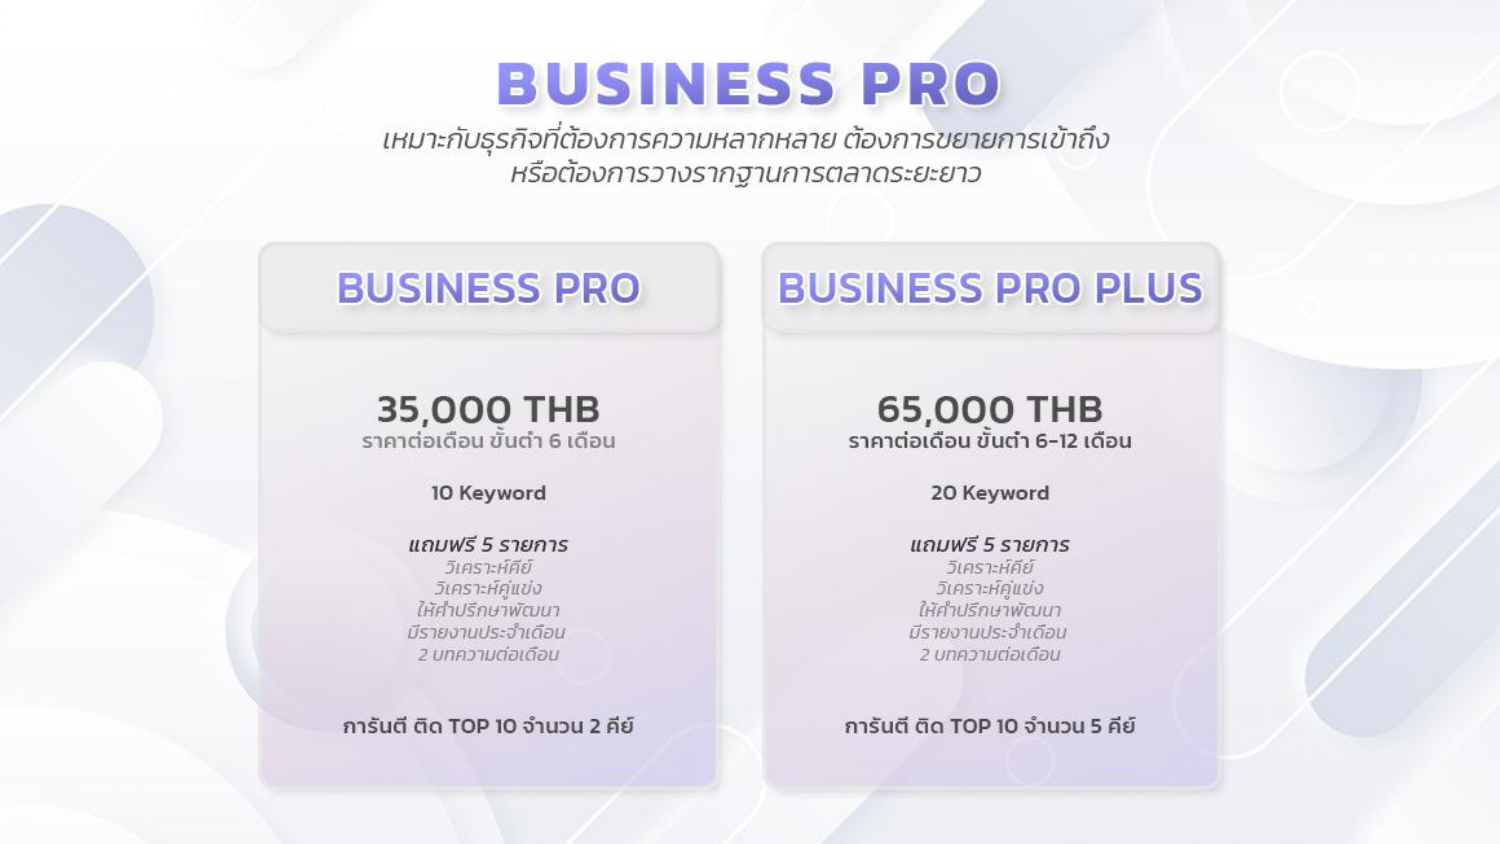 BUSINESS PRO
เหมาะกับธุรกิจที่ต้องการความหลากหลาย ต้องการขยายการเข้าถึง
หรือต้องการวางรากฐานการตลาดระยะยาว
BUSINESS PRO
35,000 THB
ราคาต่อเดือน ขั้นต่ำ 6 เดือน
10 Keyword
แถมฟรี 5 รายการ
วิเคราะห์คีย์
วิเคราะห์คู่แข่ง
ให้คำปรึกษาพัฒนา
มีรายงานประจำเดือน
2 บทความต่อเดือน
การันตี ติด TOP 10 จำนวน 2 คีย์
BUSINESS PRO PLUS
65,000 THB
ราคาต่อเดือน ขั้นต่ำ 6-12 เดือน
20 Keyword
แถมฟรี 5 รายการ
วิเคราะห์คีย์
วิเคราะห์คู่แข่ง
ให้คำปรึกษาพัฒนา
มีรายงานประจำเดือน
2 บทความต่อเดือน
การันตี ติด TOP 10 จำนวน 5 คีย์